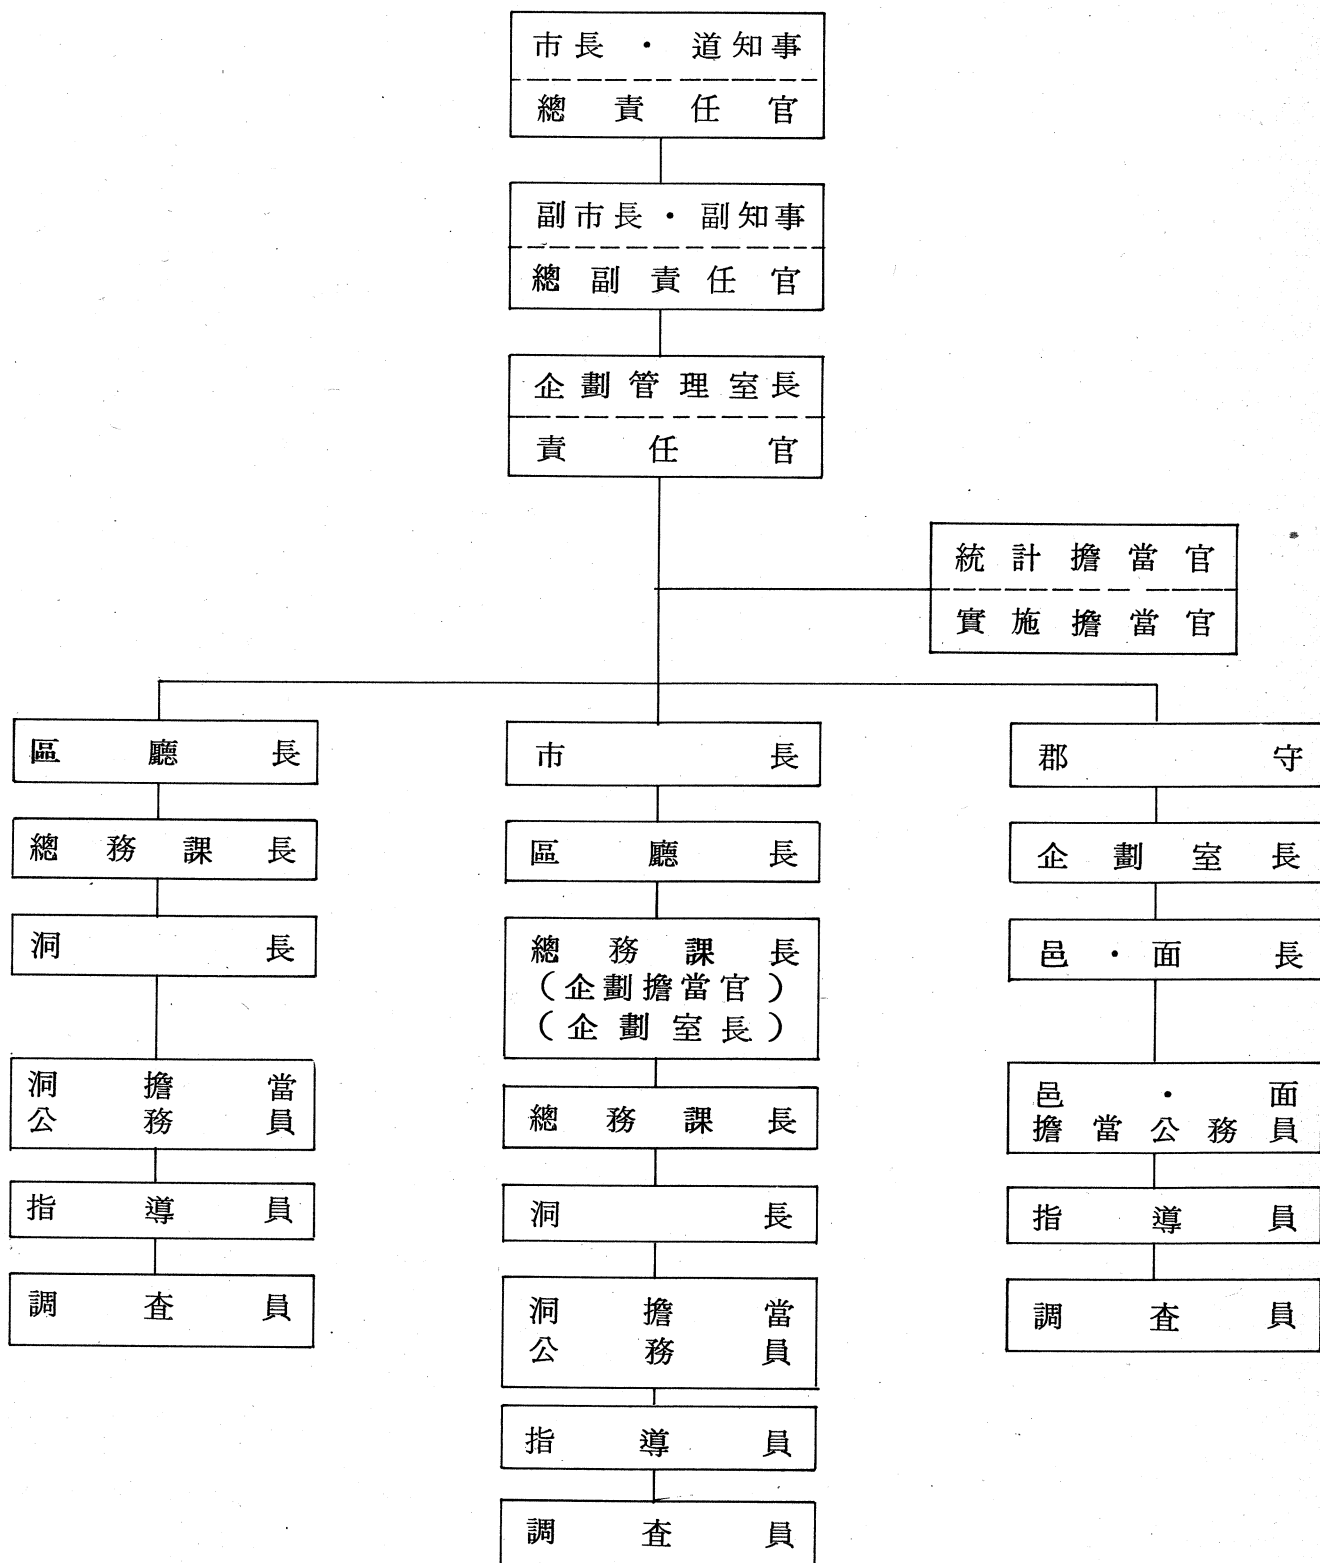 市長・道知事
總責任官
副市長・副知事
總副責任官
企劃管理室長
責任官
統計擔當官
實施擔當官
區廳長
總務課長
洞長
洞擔當
公務員
指導員
調査員
市長
區廳長
總務課長
(企劃擔當官)
(企劃室長)
總務課長
洞長
洞擔當
公務員
指導員
調査員
郡守
企劃室長
邑・面長
邑・面
擔當公務員
指導員
調査員